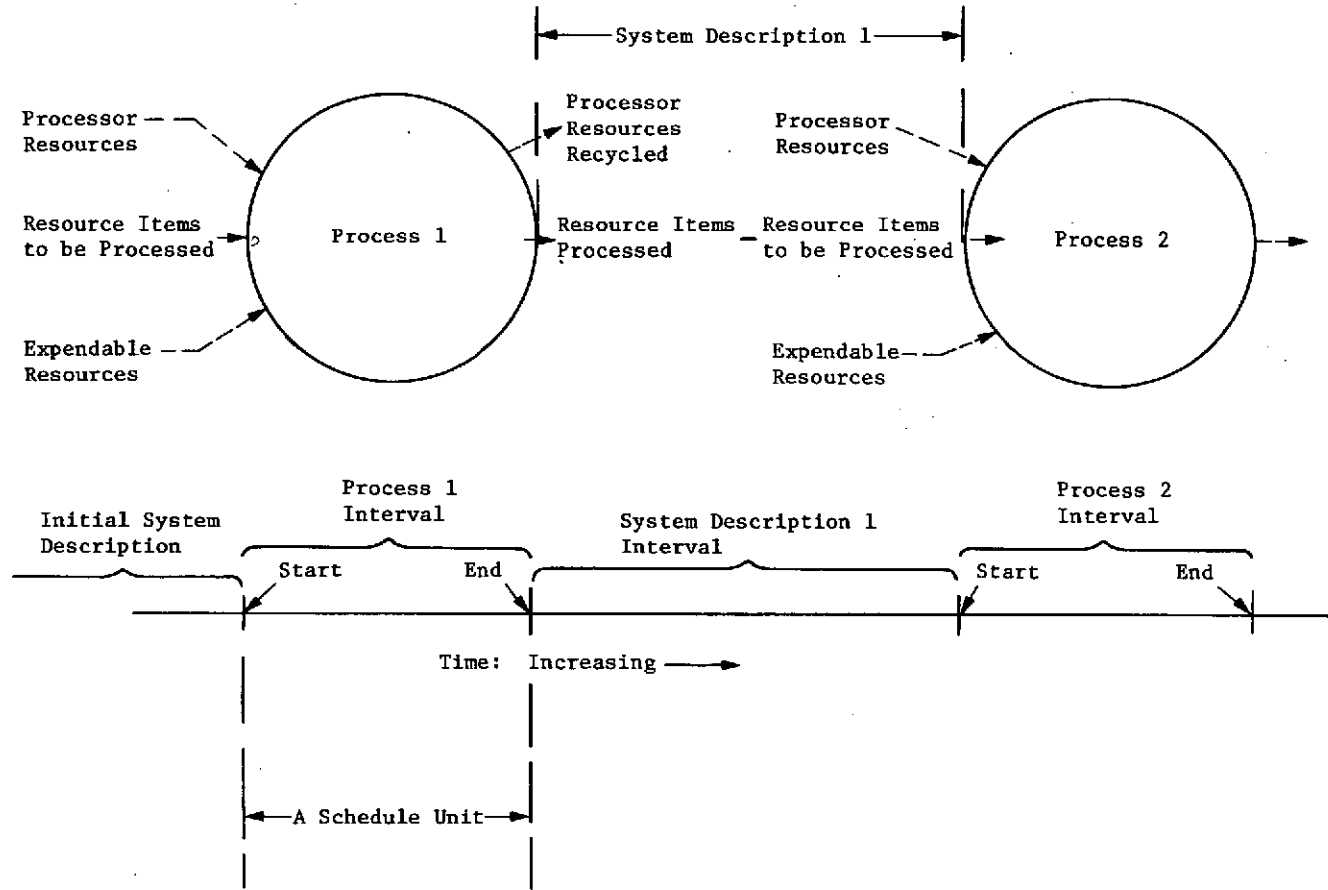 System Description 1
Processor
Resources
Processor
Resources
Recycled
Processor
Resources
Resource Items
to be Processed
Process 1
Resource Items
Processed
Resource Items
to be Processed
Process 2
Expendable
Resources
Expendable
Resources
Initial System
Description
Process 1
Interval
System Description 1
Interval
Process 2
Interval
Start
End
Start
End
Time: Increasing
A Schedule Unit